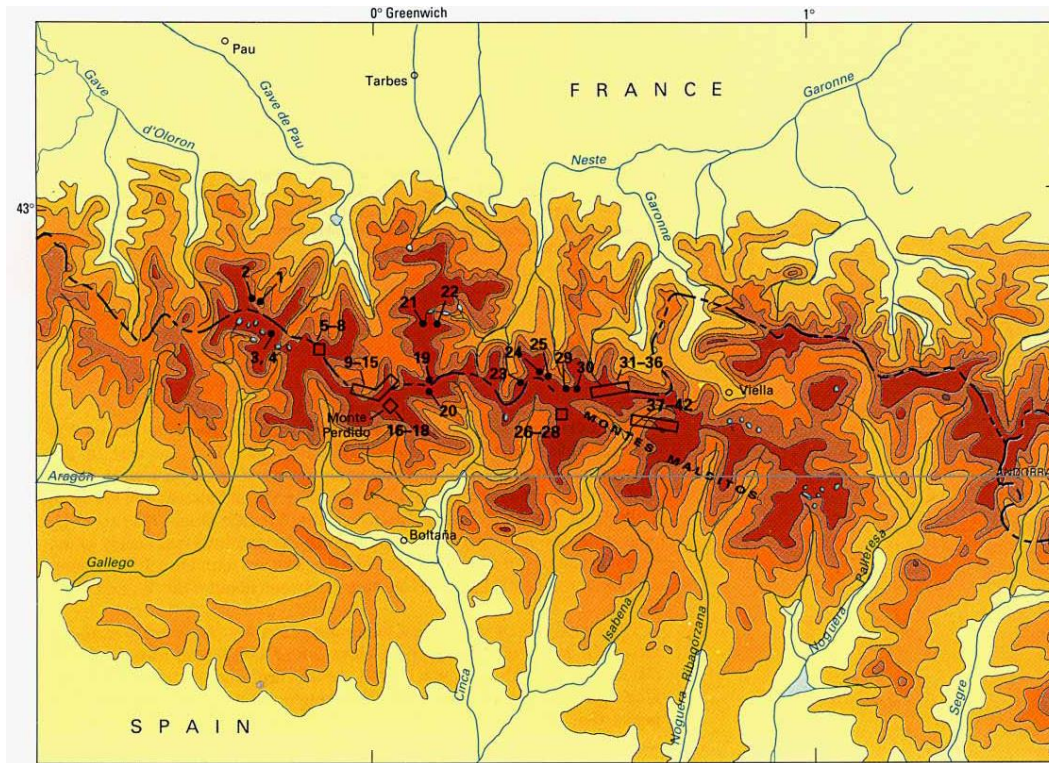 0° Greenwich
1°
Pau
Tarbes
FRANCE
Garonne
Gave
d'Oloron
Gave de Pau
Neste
Garonne
43°
2
1
5–8
21
22
3, 4
9–15
19
24
25
29
30
31–36
23
20
Viella
Monte
Perdido
16–18
26–28
37–42
MONTES MALDITOS
Aragón
ANDORRA
Boltaña
Gallego
Isabena
Noguera Pallaresa
Cinca
Noguera - Ribagorzana
Segre
SPAIN